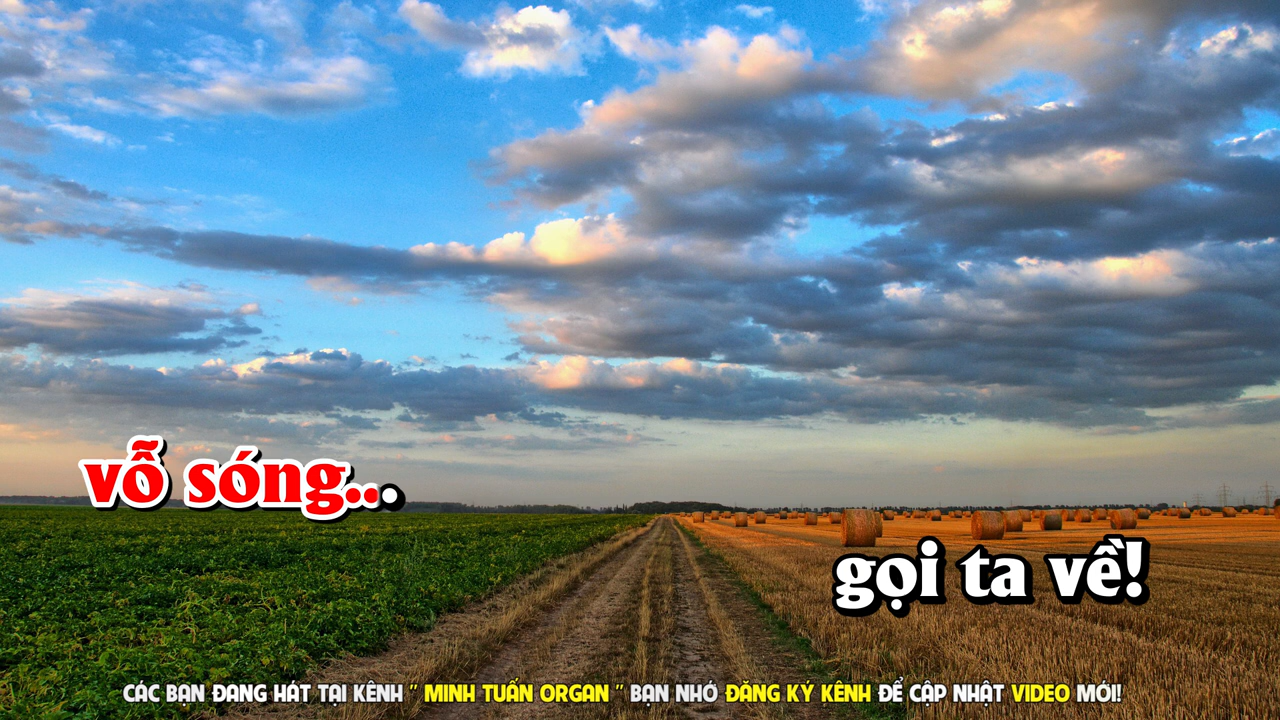 vỗ sóng...
gọi ta về!
CÁC BẠN ĐANG HÁT TẠI KÊNH " MINH TUẤN ORGAN " BẠN NHỚ ĐĂNG KÝ KÊNH ĐỂ CẬP NHẬT VIDEO MỚI!